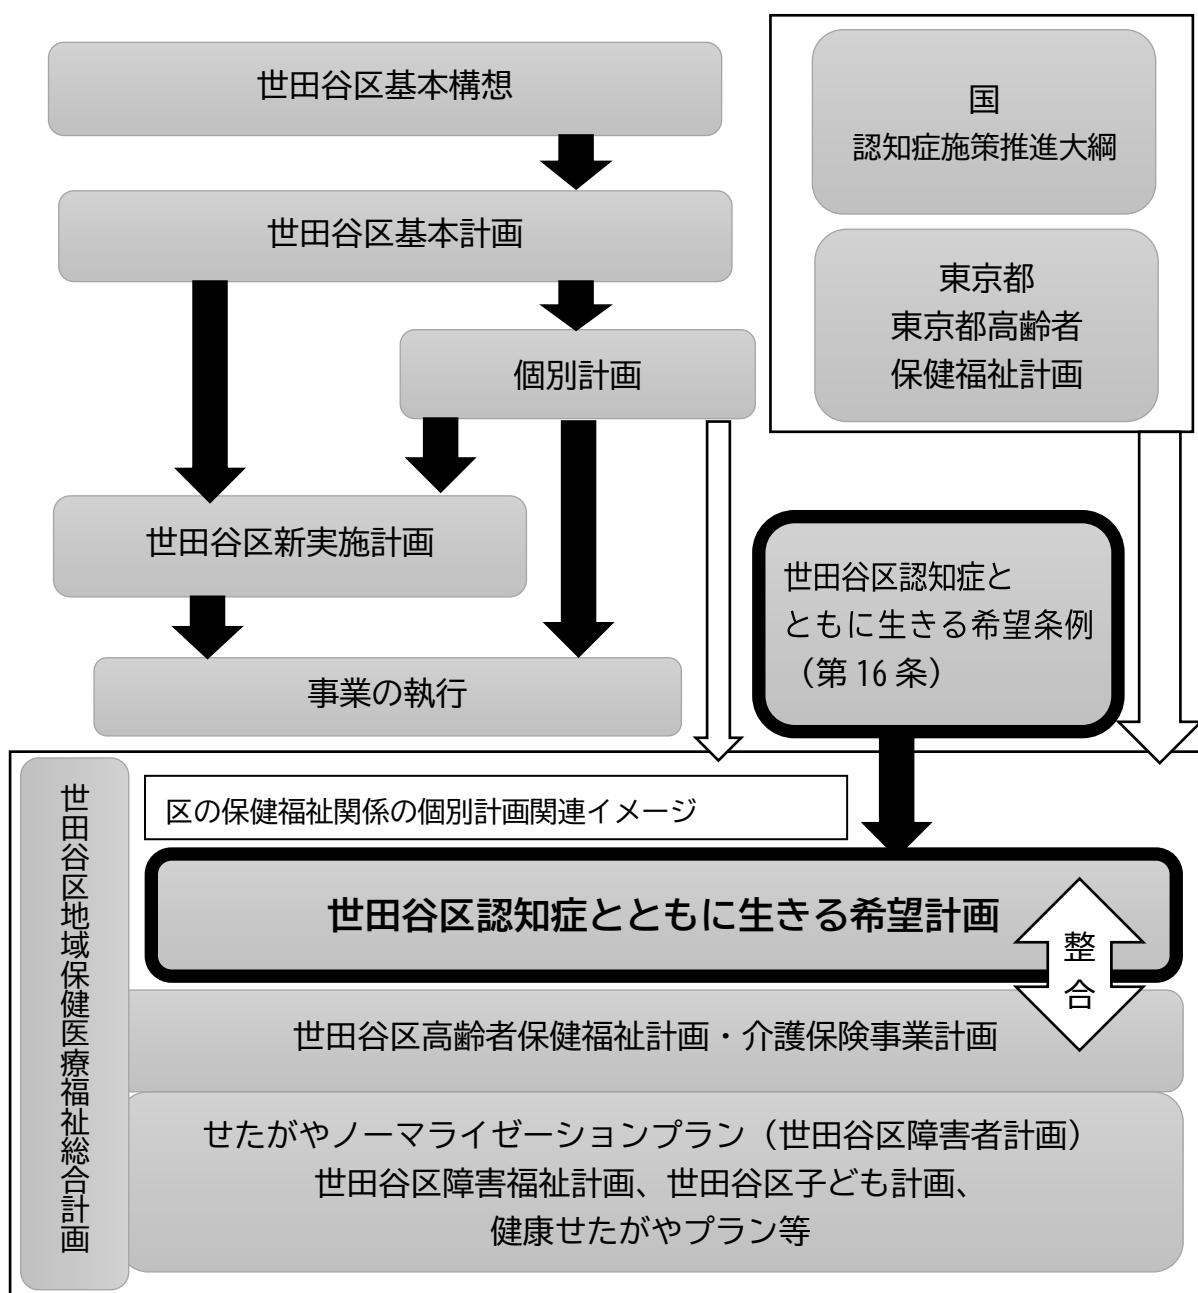 世田谷区基本構想
世田谷区基本計画
個別計画
世田谷区新実施計画
事業の執行
国
認知症施策推進大綱
東京都
東京都高齢者
保健福祉計画
世田谷区認知症と
ともに生きる希望条例
（第 16 条）
世田谷区地域保健医療福祉総合計画
区の保健福祉関係の個別計画関連イメージ
世田谷区認知症とともに生きる希望計画
整
合
世田谷区高齢者保健福祉計画・介護保険事業計画
せたがやノーマライゼーションプラン（世田谷区障害者計画）
世田谷区障害福祉計画、世田谷区子ども計画、
健康せたがやプラン等